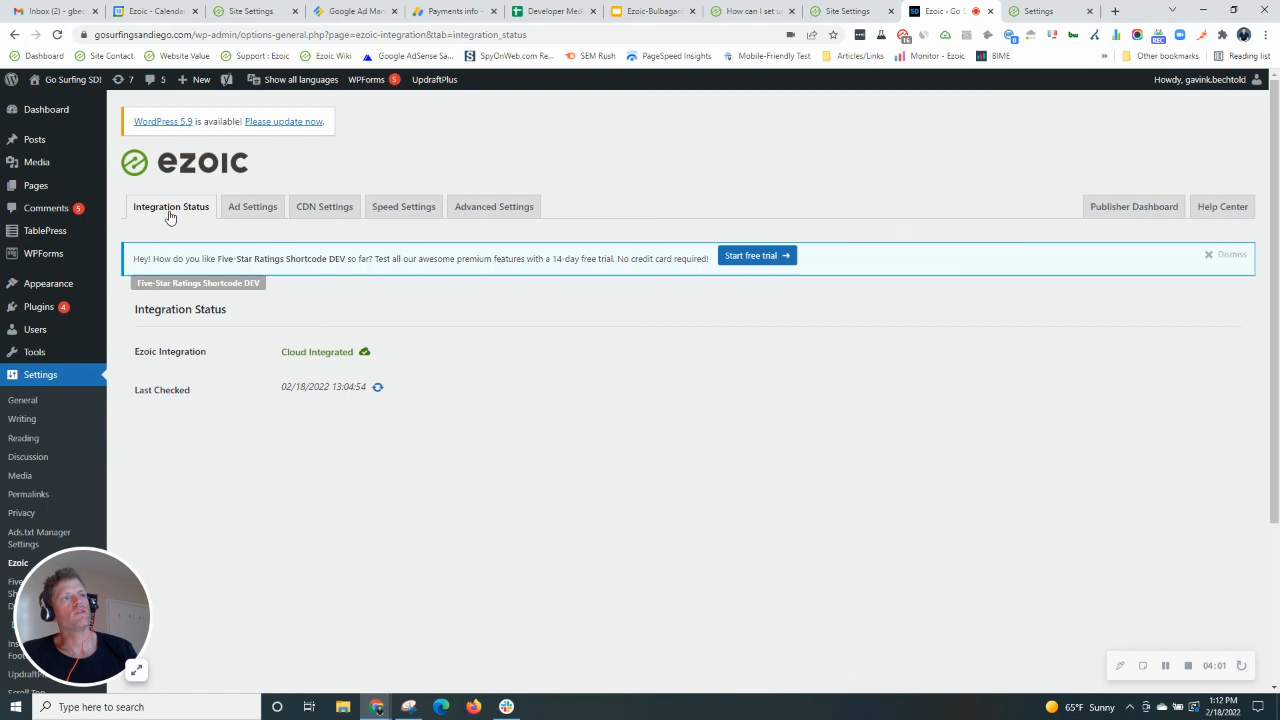 Inbox (2) - gbec
Ezoic - Calendar
Site Settings
Google Ad Man
Payments info –
Developer Medi
Ezoic-Bulbagard
How can I set up
Site Settings
Ezoic ‹ Go S
Settings
gosurfingsandiego.com/wp-admin/options-general.php?page=ezoic-integration&tab=integration_status
Dashboard
Site Contact
Website Value
Support : Ezoic
Ezoic Wiki
Google AdSense Sa...
SpyOnWeb.com Re...
SEM Rush
PageSpeed Insights
Mobile-Friendly Test
Articles/Links
Monitor - Ezoic
BIME
»
Other bookmarks
Reading list
Go Surfing SD!
7
5
New
Show all languages
WPForms 5
UpdraftPlus
Howdy, gavink.bechtold
Dashboard
Posts
Media
Pages
Comments 5
TablePress
WPForms
Appearance
Plugins 4
Users
Tools
Settings
General
Writing
Reading
Discussion
Media
Permalinks
Privacy
Ads.txt Manager
Settings
Ezoic
UpdraftP
Scroll Top
WordPress 5.9 is available! Please update now.
ezoic
Integration Status
Ad Settings
CDN Settings
Speed Settings
Advanced Settings
Publisher Dashboard
Help Center
Hey! How do you like Five-Star Ratings Shortcode DEV so far? Test all our awesome premium features with a 14-day free trial. No credit card required!
Start free trial ➜
Dismiss
Five-Star Ratings Shortcode DEV
Integration Status
Ezoic Integration
Cloud Integrated
Last Checked
02/18/2022 13:04:54
04:01
Type here to search
65°F Sunny
1:12 PM
2/18/2022